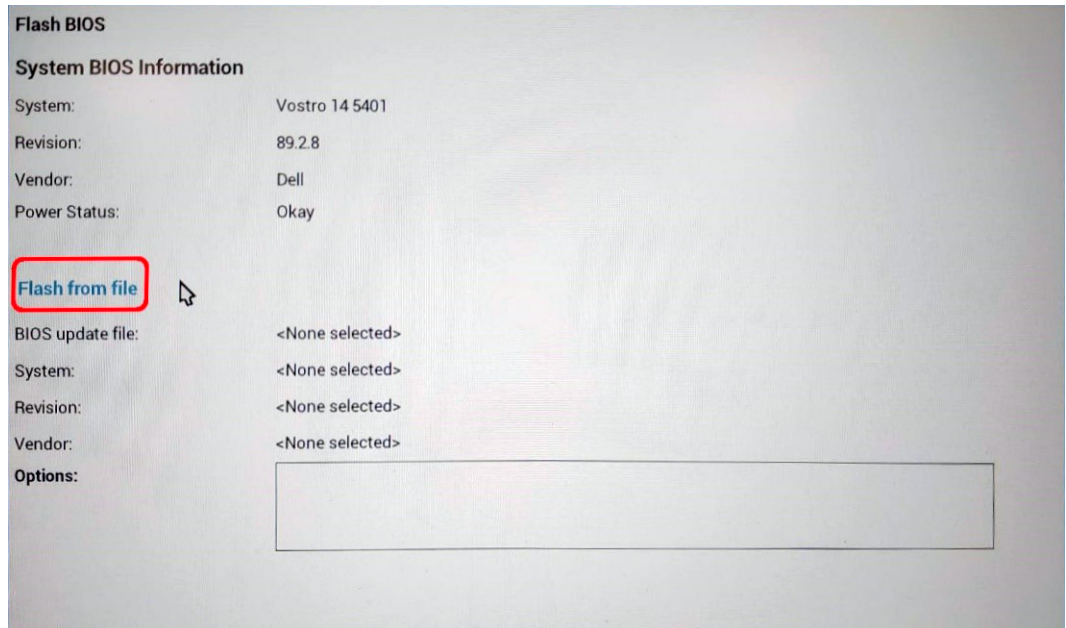 Flash BIOS
System BIOS Information
System: Vostro 14 5401
Revision: 89.2.8
Vendor: Dell
Power Status: Okay
Flash from file
BIOS update file: <None selected>
System: <None selected>
Revision: <None selected>
Vendor: <None selected>
Options: